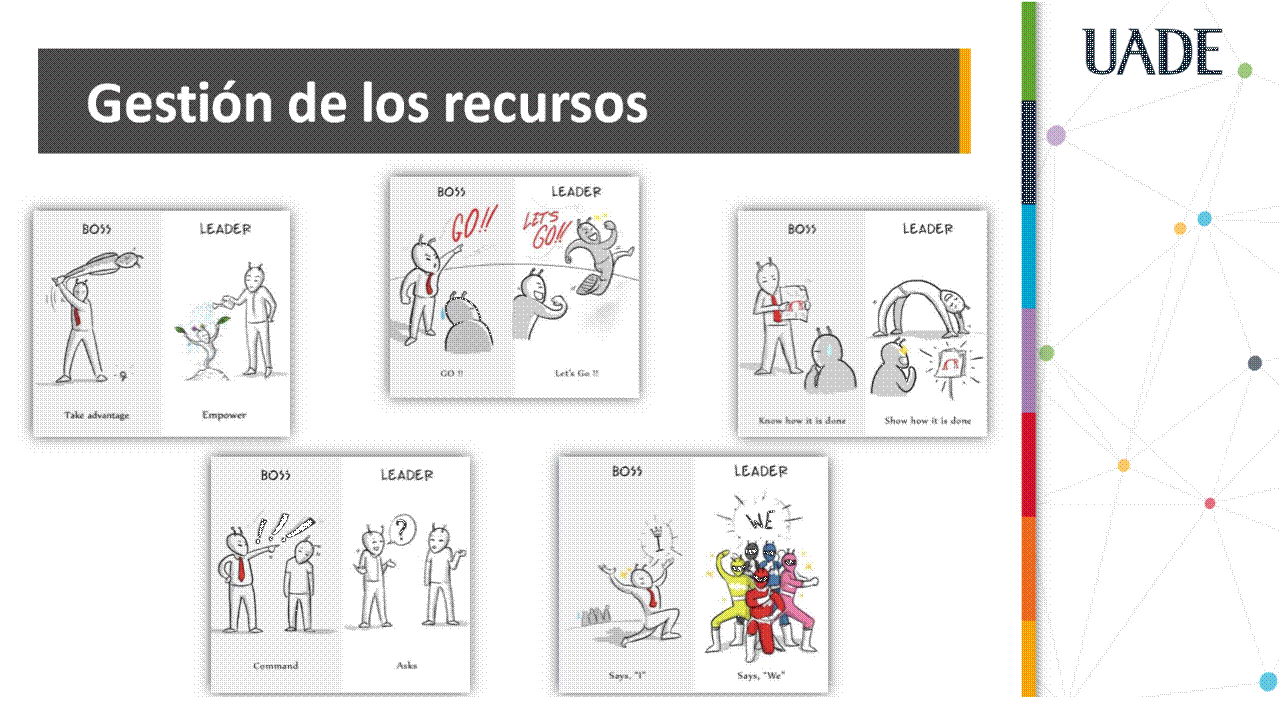 UADE
Gestión de los recursos
BOSS LEADER
Take advantage Empower
BOSS LEADER
GO!! LET'S GO!!
GO !! Let's Go !!
BOSS LEADER
Know how it is done Show how it is done
BOSS LEADER
! ! ! ?
Command Asks
BOSS LEADER
I WE
Says, "I" Says, "We"